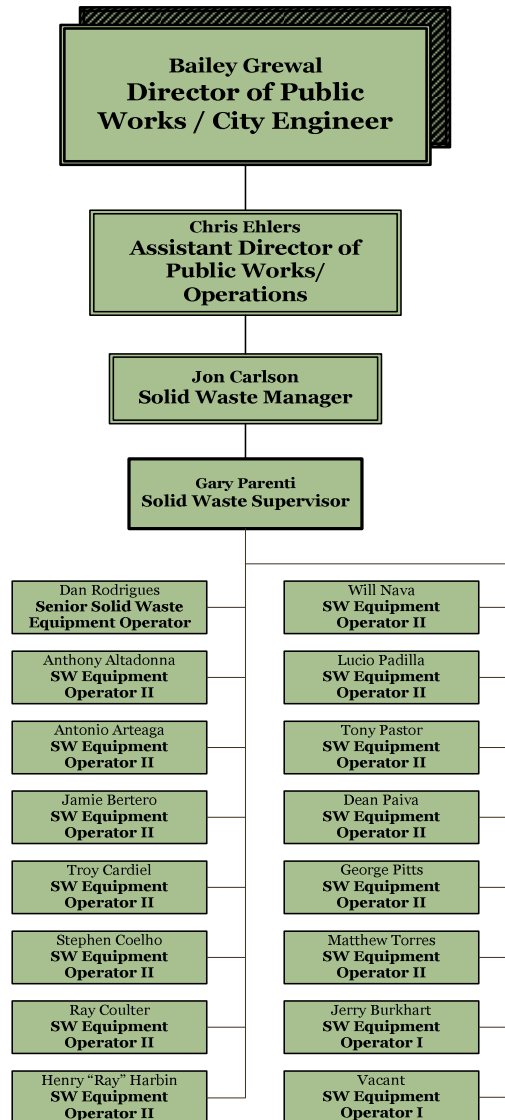 Bailey Grewal
Director of Public
Works / City Engineer
Chris Ehlers
Assistant Director of
Public Works/
Operations
Jon Carlson
Solid Waste Manager
Gary Parenti
Solid Waste Supervisor
Dan Rodrigues
Senior Solid Waste
Equipment Operator
Anthony Altadonna
SW Equipment
Operator II
Antonio Arteaga
SW Equipment
Operator II
Jamie Bertero
SW Equipment
Operator II
Troy Cardiel
SW Equipment
Operator II
Stephen Coelho
SW Equipment
Operator II
Ray Coulter
SW Equipment
Operator II
Henry “Ray” Harbin
SW Equipment
Operator II
Will Nava
SW Equipment
Operator II
Lucio Padilla
SW Equipment
Operator II
Tony Pastor
SW Equipment
Operator II
Dean Paiva
SW Equipment
Operator II
George Pitts
SW Equipment
Operator II
Matthew Torres
SW Equipment
Operator II
Jerry Burkhart
SW Equipment
Operator I
Vacant
SW Equipment
Operator I